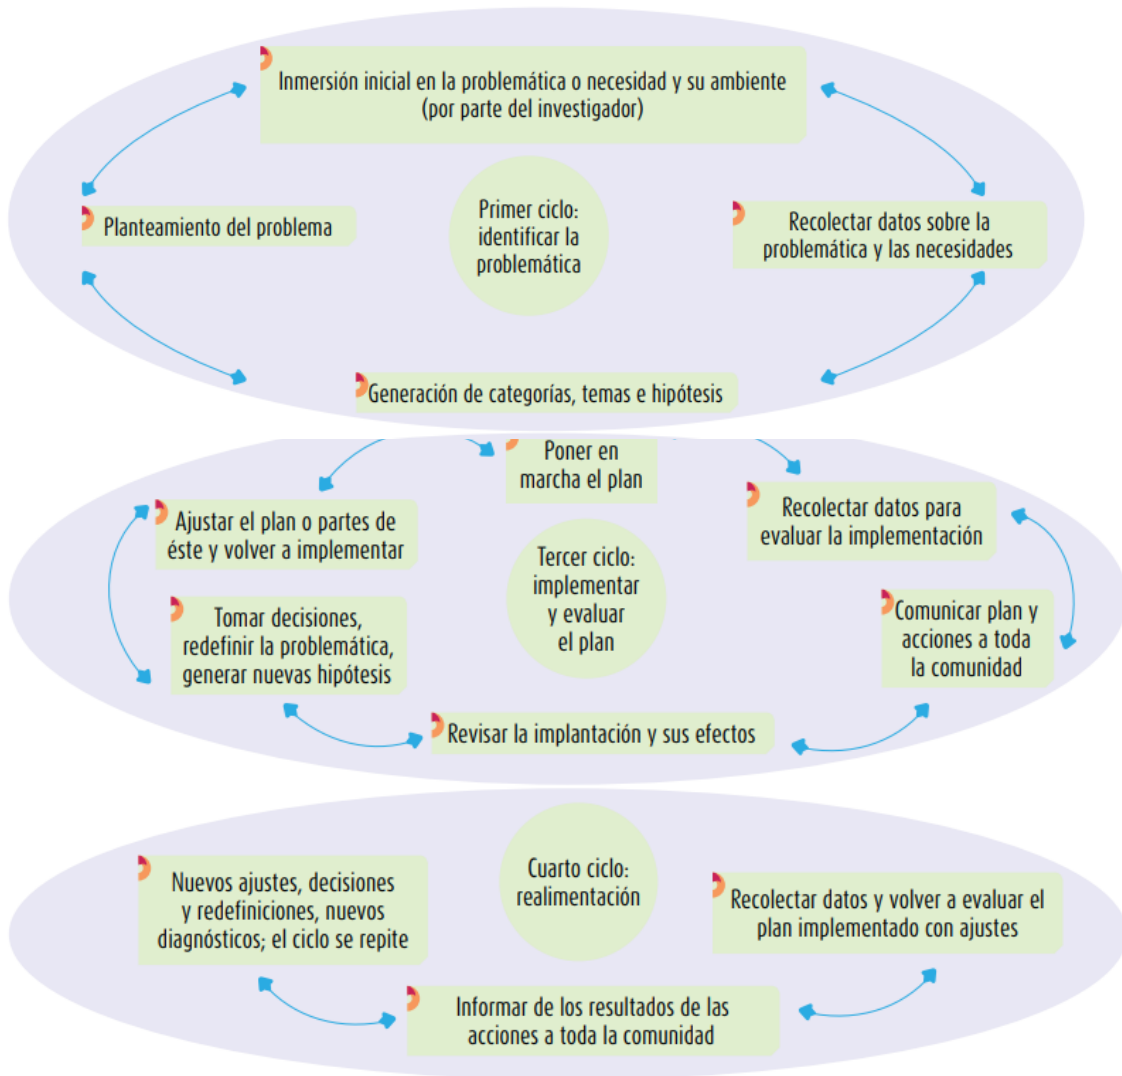 Inmersión inicial en la problemática o necesidad y su ambiente
(por parte del investigador)
Planteamiento del problema
Primer ciclo:
identificar la
problemática
Recolectar datos sobre la
problemática y las necesidades
Generación de categorías, temas e hipótesis
Poner en
marcha el plan
Ajustar el plan o partes de
éste y volver a implementar
Recolectar datos para
evaluar la implementación
Tercer ciclo:
implementar
y evaluar
el plan
Tomar decisiones,
redefinir la problemática,
generar nuevas hipótesis
Comunicar plan y
acciones a toda
la comunidad
Revisar la implantación y sus efectos
Cuarto ciclo:
realimentación
Nuevos ajustes, decisiones
y redefiniciones, nuevos
diagnósticos; el ciclo se repite
Recolectar datos y volver a evaluar el
plan implementado con ajustes
Informar de los resultados de las
acciones a toda la comunidad